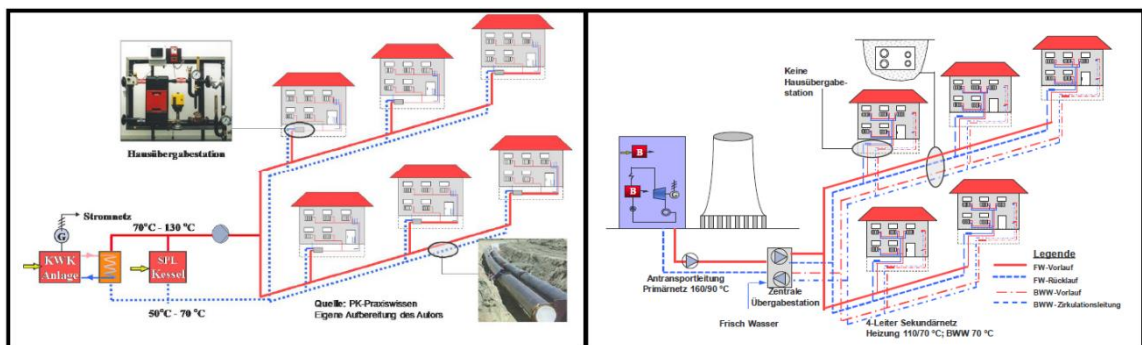 Hausübergabestation
Stromnetz
G
70°C - 130 °C
KWK
Anlage
SPL
Kessel
50°C - 70 °C
Quelle: PK-Praxiswissen
Eigene Aufbereitung des Autors
Keine
Hausübergabe-
station
B
B
G
Antransportleitung
Primärnetz 160/90 °C
Zentrale
Übergabestation
Frisch Wasser
4-Leiter Sekundärnetz
Heizung 110/70 °C; BWW 70 °C
Legende
FW-Vorlauf
FW-Rücklauf
BWW-Vorlauf
BWW-Zirkulationsleitung